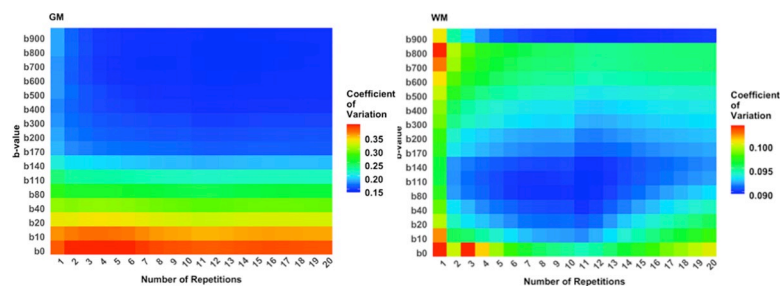 GM
b900
b800
b700
b600
b500
b400
b300
b200
b170
b140
b110
b80
b40
b20
b10
b0
b-value
1 2 3 4 5 6 7 8 9 10 11 12 13 14 15 16 17 18 19 20
Number of Repetitions
Coefficient
of
Variation
0.35
0.30
0.25
0.20
0.15
WM
b900
b800
b700
b600
b500
b400
b300
b200
b170
b140
b110
b80
b40
b20
b10
b0
b-value
1 2 3 4 5 6 7 8 9 10 11 12 13 14 15 16 17 18 19 20
Number of Repetitions
Coefficient
of
Variation
0.100
0.095
0.090